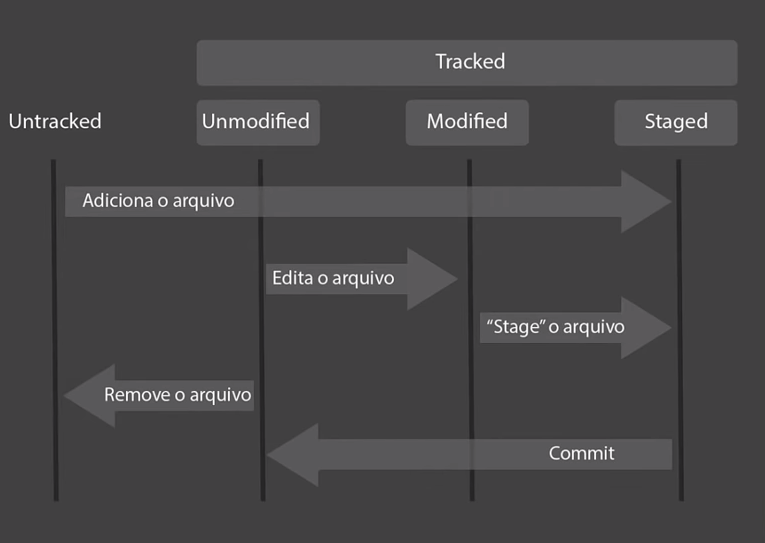 Tracked
Untracked
Unmodified
Modified
Staged
Adiciona o arquivo
Edita o arquivo
“Stage” o arquivo
Remove o arquivo
Commit